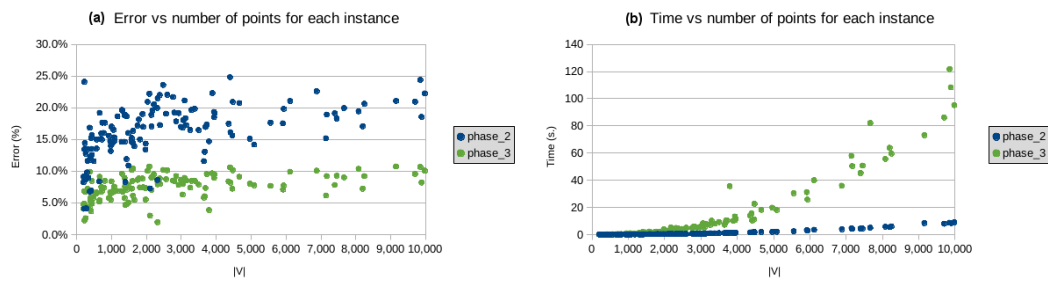 (a) Error vs number of points for each instance
30.0%
25.0%
20.0%
15.0%
10.0%
5.0%
0.0%
Error (%)
0 1,000 2,000 3,000 4,000 5,000 6,000 7,000 8,000 9,000 10,000
|V|
phase_2
phase_3
(b) Time vs number of points for each instance
140
120
100
80
60
40
20
0
Time (s.)
0 1,000 2,000 3,000 4,000 5,000 6,000 7,000 8,000 9,000 10,000
|V|
phase_2
phase_3